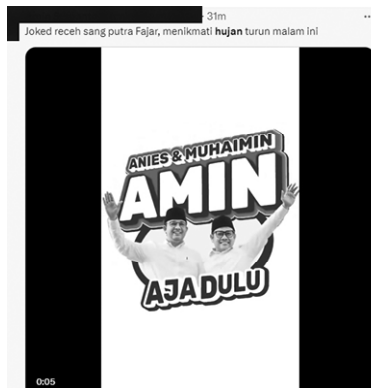 31m
Joked receh sang putra Fajar, menikmati hujan turun malam ini
ANIES & MUHAIMIN
AMIN
AJA DULU
0:05